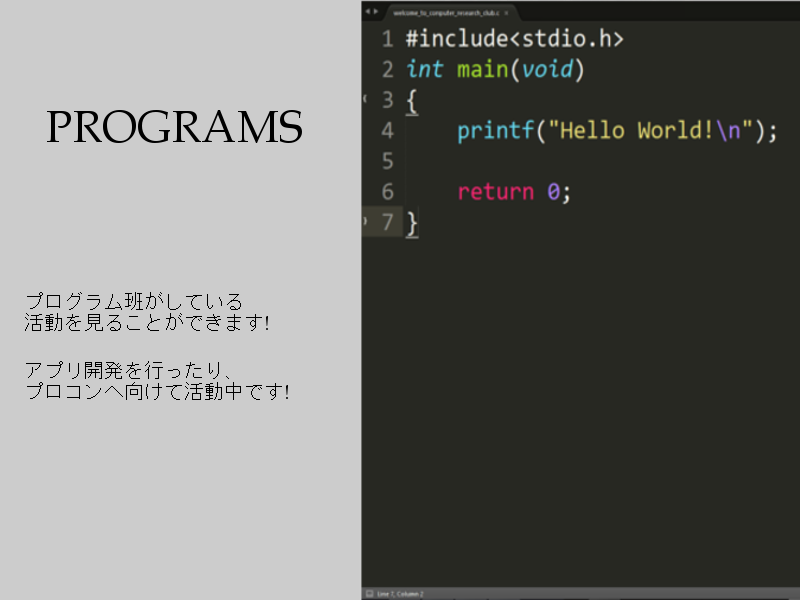 PROGRAMS
プログラム班がしている
活動を見ることができます!
アプリ開発を行ったり、
プロコンへ向けて活動中です!
welcome_to_computer_research_club.c ×
1 #include<stdio.h>
2 int main(void)
3 {
4     printf("Hello World!\n");
5
6     return 0;
7 }
Line 7, Column 2